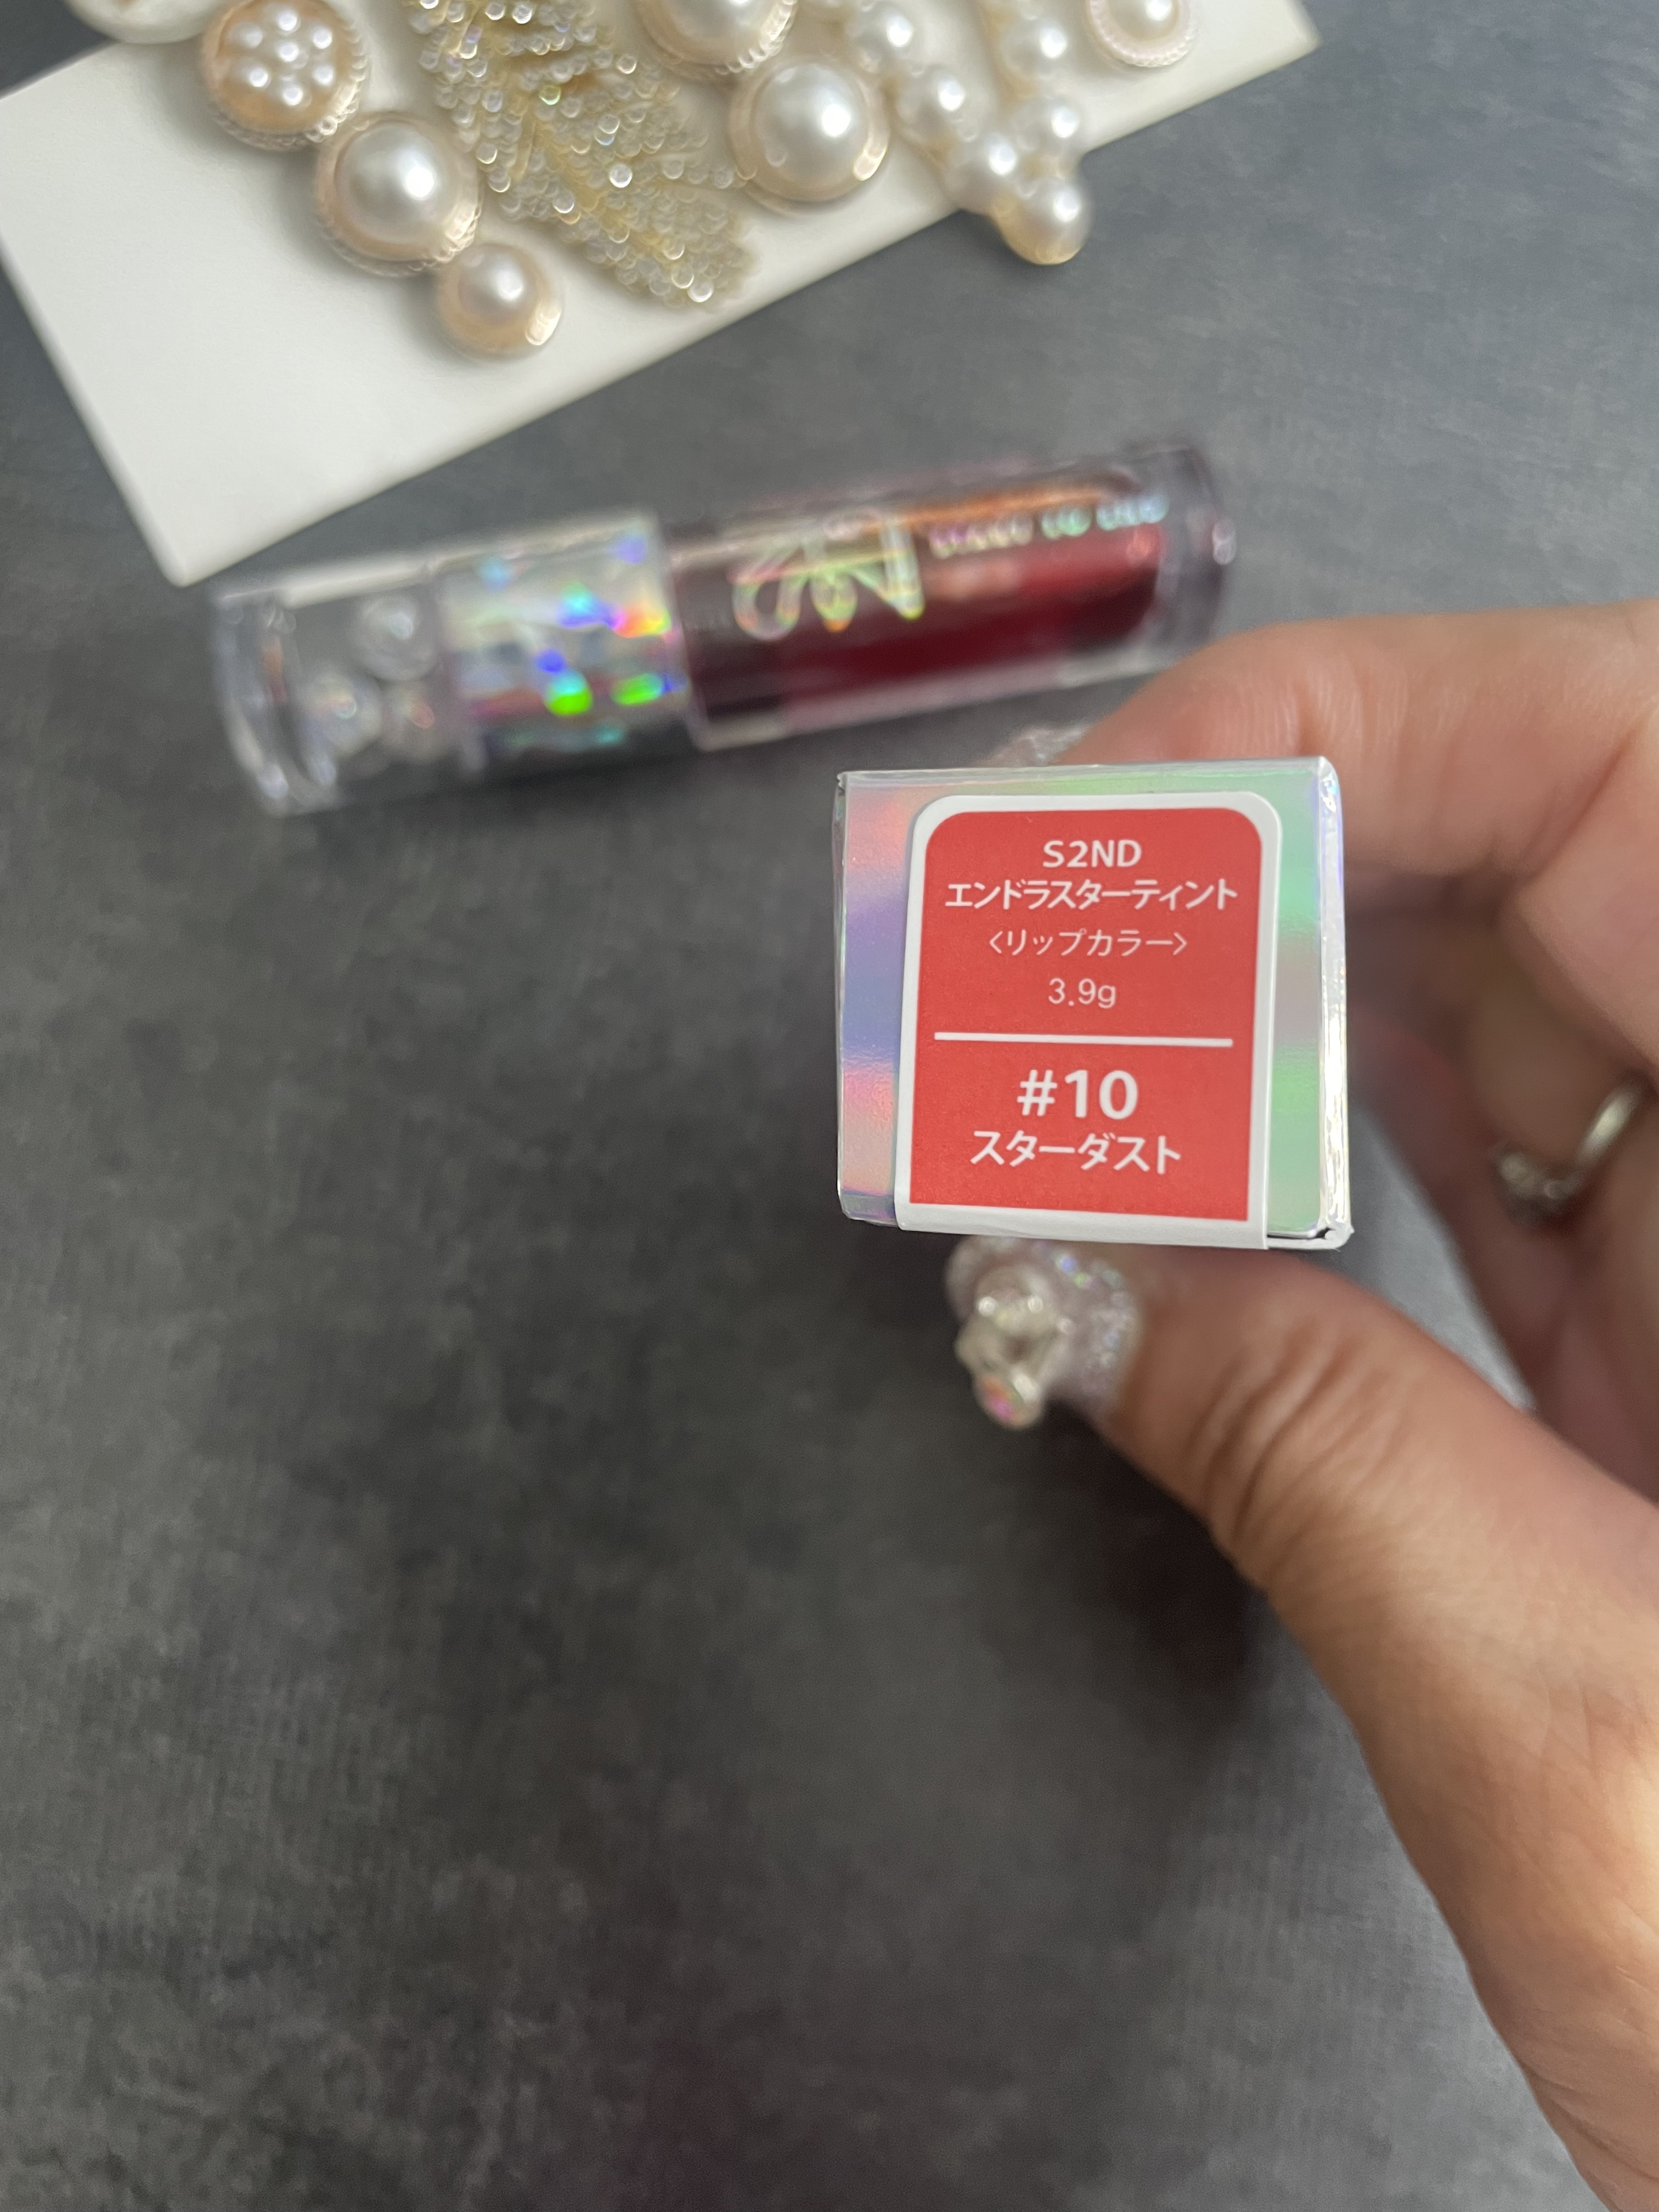 S2ND
エンドラスターティント
〈リップカラー〉
3.9g
#10
スターダスト